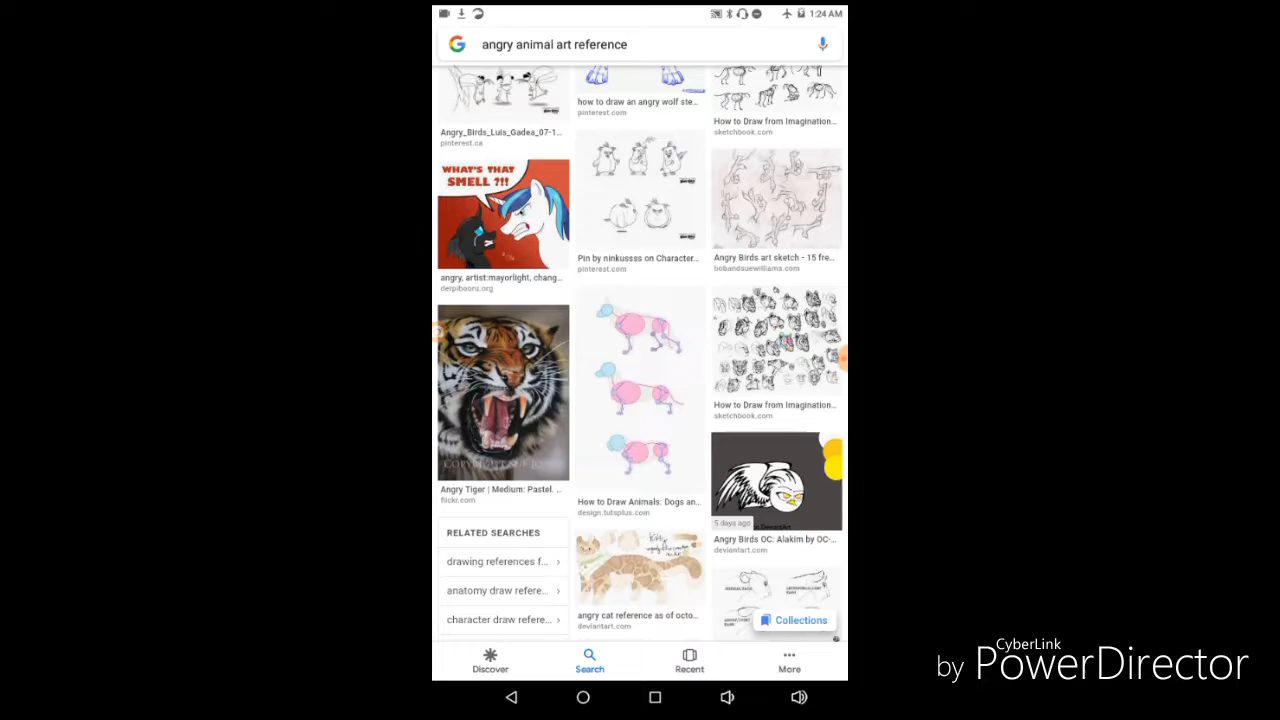 1:24 AM
angry animal art reference
Angry_Birds_Luis_Gadea_07-1...
pinterest.ca
WHAT'S THAT
SMELL ?!!
angry, artist:mayorlight, chang...
derpibooru.org
Angry Tiger | Medium: Pastel. ...
flickr.com
RELATED SEARCHES
drawing references f...
anatomy draw refere...
character draw refere...
how to draw an angry wolf ste...
pinterest.com
Pin by ninkussss on Character...
pinterest.com
How to Draw Animals: Dogs an...
design.tutsplus.com
angry cat reference as of octo...
deviantart.com
How to Draw from Imagination...
sketchbook.com
Angry Birds art sketch - 15 fre...
bobandsuewilliams.com
How to Draw from Imagination...
sketchbook.com
5 days ago
Angry Birds OC: Alakim by OC-...
deviantart.com
Collections
Discover
Search
Recent
More
CyberLink
by PowerDirector